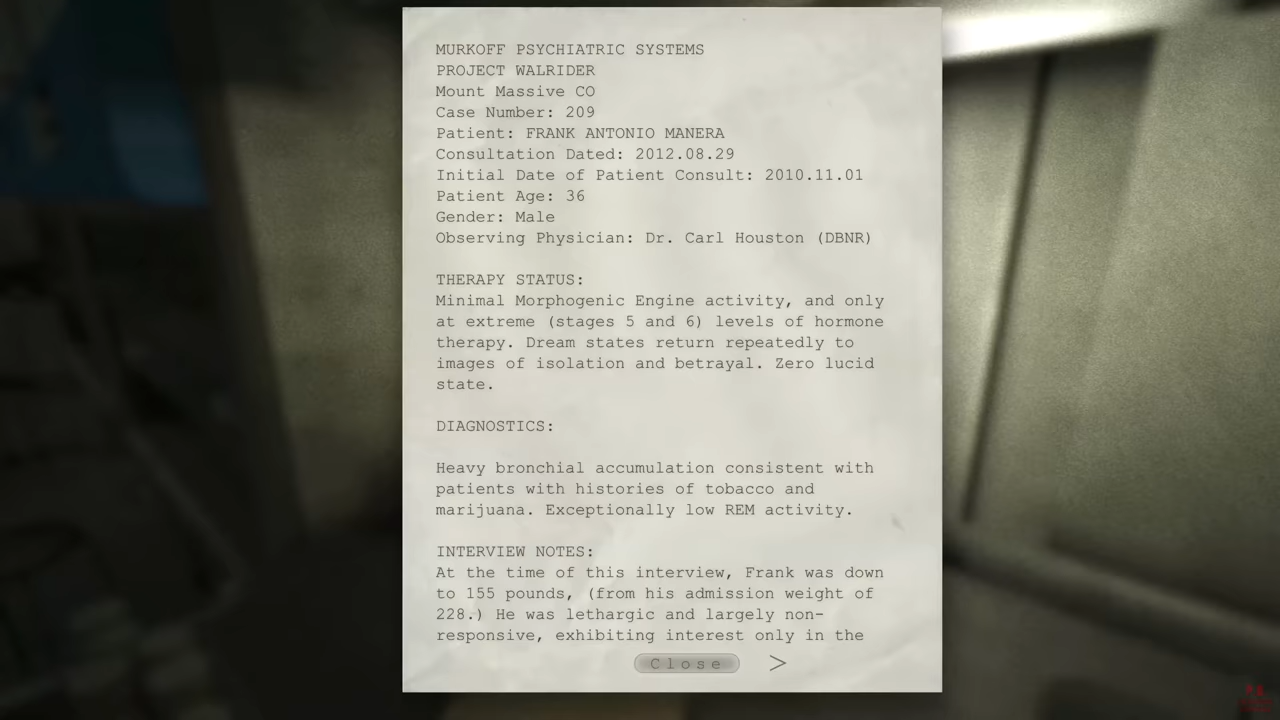 MURKOFF PSYCHIATRIC SYSTEMS
PROJECT WALRIDER
Mount Massive CO
Case Number: 209
Patient: FRANK ANTONIO MANERA
Consultation Dated: 2012.08.29
Initial Date of Patient Consult: 2010.11.01
Patient Age: 36
Gender: Male
Observing Physician: Dr. Carl Houston (DBNR)
THERAPY STATUS:
Minimal Morphogenic Engine activity, and only
at extreme (stages 5 and 6) levels of hormone
therapy. Dream states return repeatedly to
images of isolation and betrayal. Zero lucid
state.
DIAGNOSTICS:
Heavy bronchial accumulation consistent with
patients with histories of tobacco and
marijuana. Exceptionally low REM activity.
INTERVIEW NOTES:
At the time of this interview, Frank was down
to 155 pounds, (from his admission weight of
228.) He was lethargic and largely non-
responsive, exhibiting interest only in the
Close >